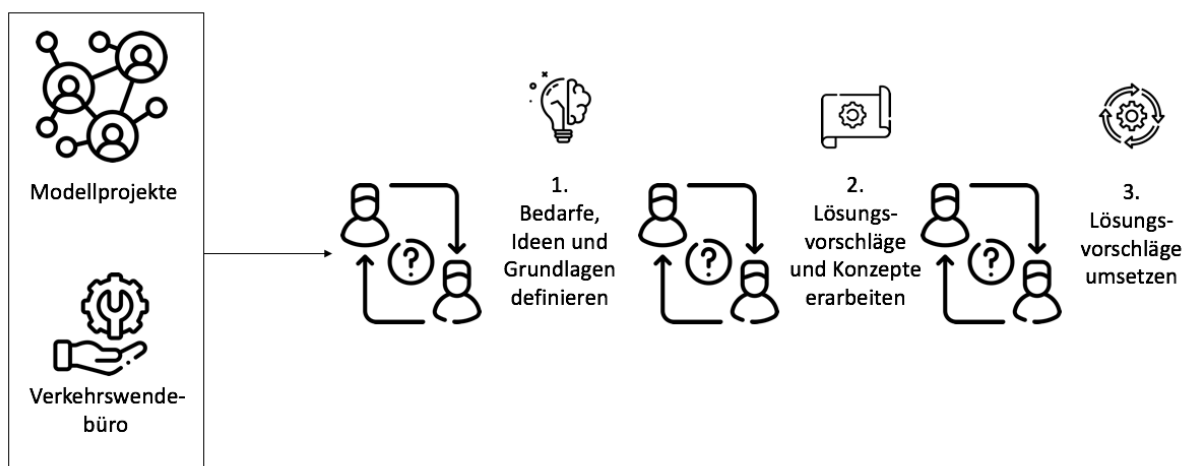 Modellprojekte
Verkehrswende-
büro
1.
Bedarfe,
Ideen und
Grundlagen
definieren
2.
Lösungs-
vorschläge
und Konzepte
erarbeiten
3.
Lösungs-
vorschläge
umsetzen
?
?
?